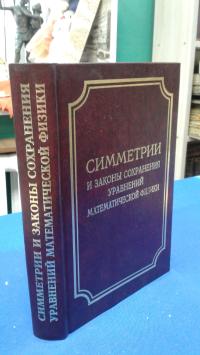 СИММЕТРИИ
И ЗАКОНЫ СОХРАНЕНИЯ
УРАВНЕНИЙ
МАТЕМАТИЧЕСКОЙ ФИЗИКИ
СИММЕТРИИ И ЗАКОНЫ СОХРАНЕНИЯ
УРАВНЕНИЙ МАТЕМАТИЧЕСКОЙ ФИЗИКИ